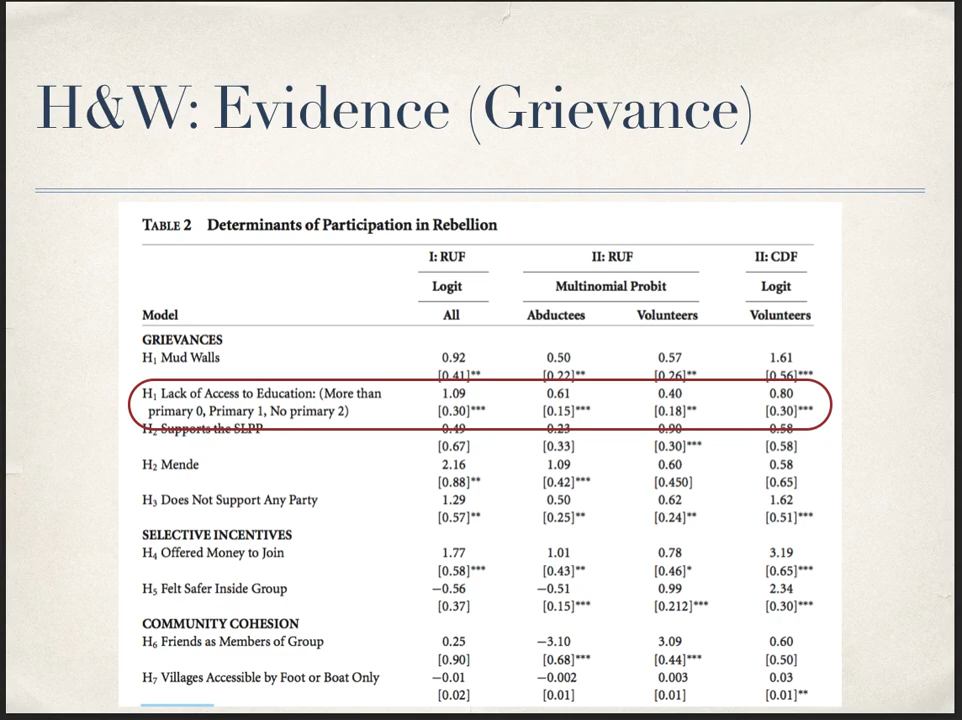 H&W: Evidence (Grievance)
TABLE 2 Determinants of Participation in Rebellion
I: RUF II: RUF II: CDF
Logit Multinomial Probit Logit
Model All Abductees Volunteers Volunteers
GRIEVANCES
H1 Mud Walls 0.92 0.50 0.57 1.61
[0.41]** [0.22]** [0.26]** [0.56]***
H1 Lack of Access to Education: (More than 1.09 0.61 0.40 0.80
primary 0, Primary 1, No primary 2) [0.30]*** [0.15]*** [0.18]** [0.30]***
H2 Supports the SLPP 0.49 0.23 0.90 0.58
[0.67] [0.33] [0.30]*** [0.58]
H2 Mende 2.16 1.09 0.60 0.58
[0.88]** [0.42]*** [0.450] [0.65]
H3 Does Not Support Any Party 1.29 0.50 0.62 1.62
[0.57]** [0.25]** [0.24]** [0.51]***
SELECTIVE INCENTIVES
H4 Offered Money to Join 1.77 1.01 0.78 3.19
[0.58]*** [0.43]** [0.46]* [0.65]***
H5 Felt Safer Inside Group −0.56 −0.51 0.99 2.34
[0.37] [0.15]*** [0.212]*** [0.30]***
COMMUNITY COHESION
H6 Friends as Members of Group 0.25 −3.10 3.09 0.60
[0.90] [0.68]*** [0.44]*** [0.50]
H7 Villages Accessible by Foot or Boat Only −0.01 −0.002 0.003 0.03
[0.02] [0.01] [0.01] [0.01]**